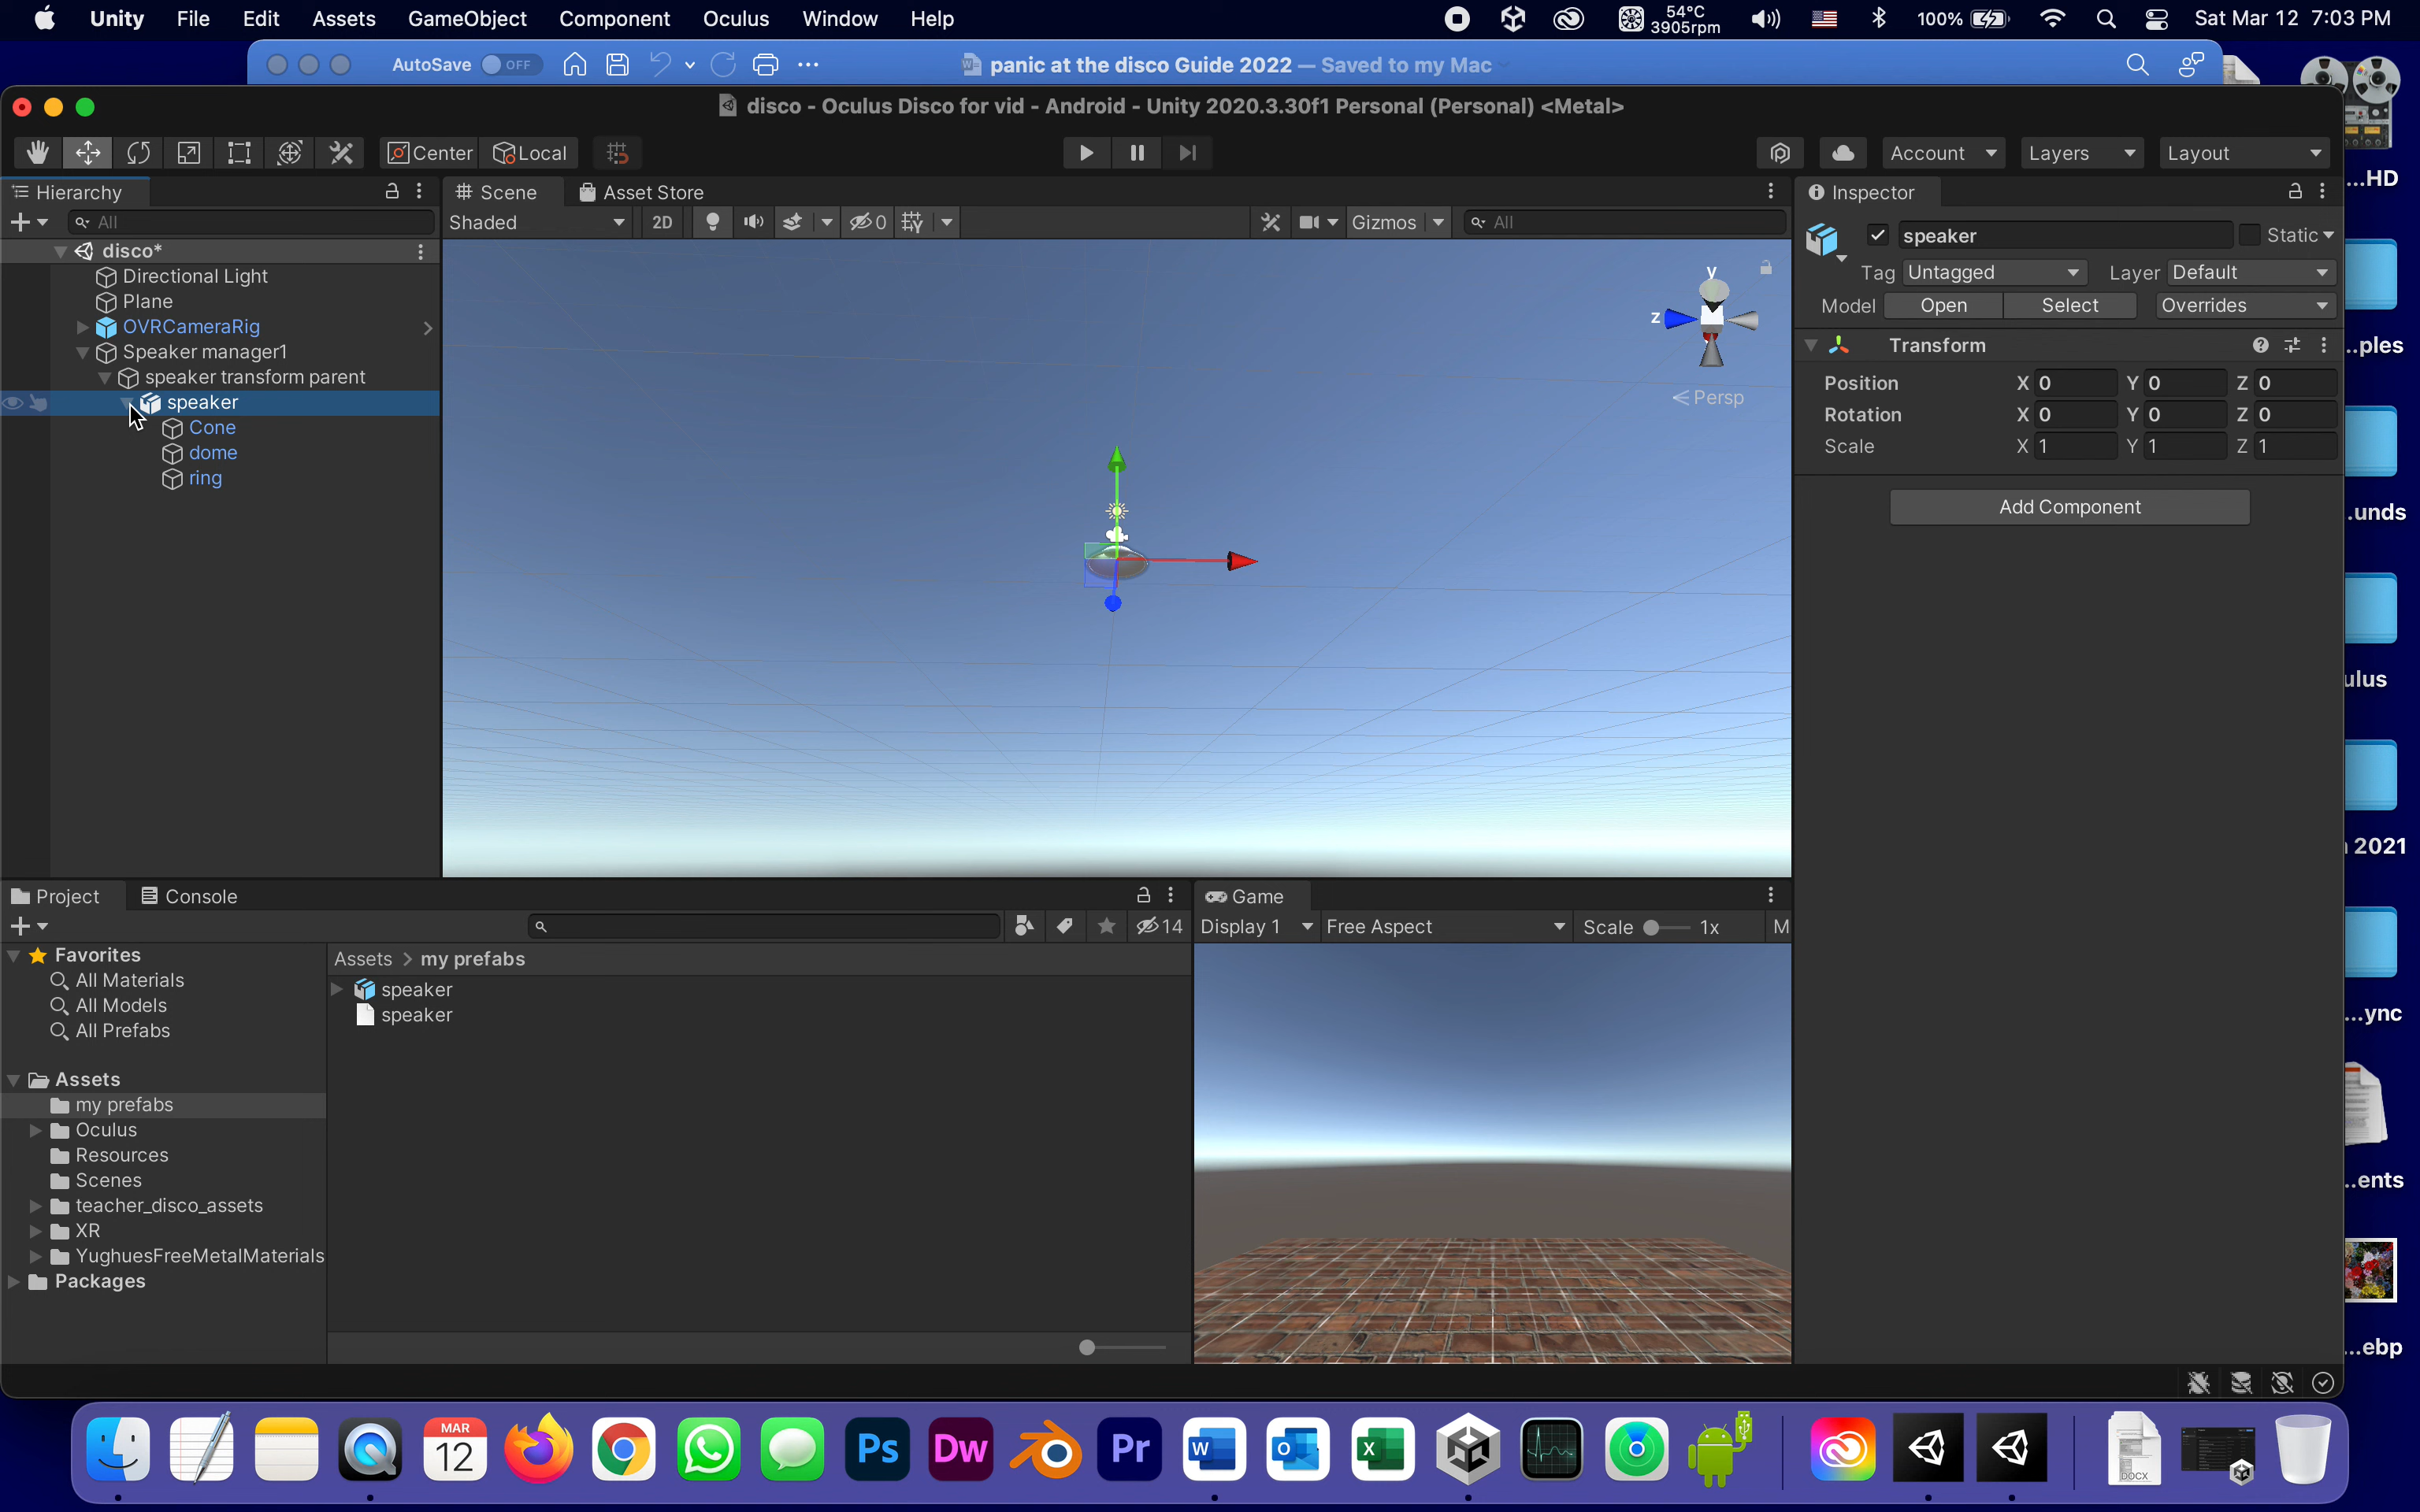 Unity File Edit Assets GameObject Component Oculus Window Help 54°C 3905rpm 100% Sat Mar 12 7:03 PM
AutoSave OFF panic at the disco Guide 2022 — Saved to my Mac
disco - Oculus Disco for vid - Android - Unity 2020.3.30f1 Personal (Personal) <Metal>
Center Local Account Layers Layout
Hierarchy
All
disco*
Directional Light
Plane
OVRCameraRig
Speaker manager1
speaker transform parent
speaker
Cone
dome
ring
Scene Asset Store
Shaded 2D 0 Gizmos All
y
z
Persp
Inspector
speaker Static
Tag Untagged Layer Default
Model Open Select Overrides
Transform
Position X 0 Y 0 Z 0
Rotation X 0 Y 0 Z 0
Scale X 1 Y 1 Z 1
Add Component
Project Console
14
Favorites
All Materials
All Models
All Prefabs
Assets
my prefabs
Oculus
Resources
Scenes
teacher_disco_assets
XR
YughuesFreeMetalMaterials
Packages
Assets > my prefabs
speaker
speaker
Game
Display 1 Free Aspect Scale 1x M
...HD
..ples
.unds
ulus
2021
...ync
..ents
...ebp
MAR
12
Ps Dw Pr W O X
DOCX